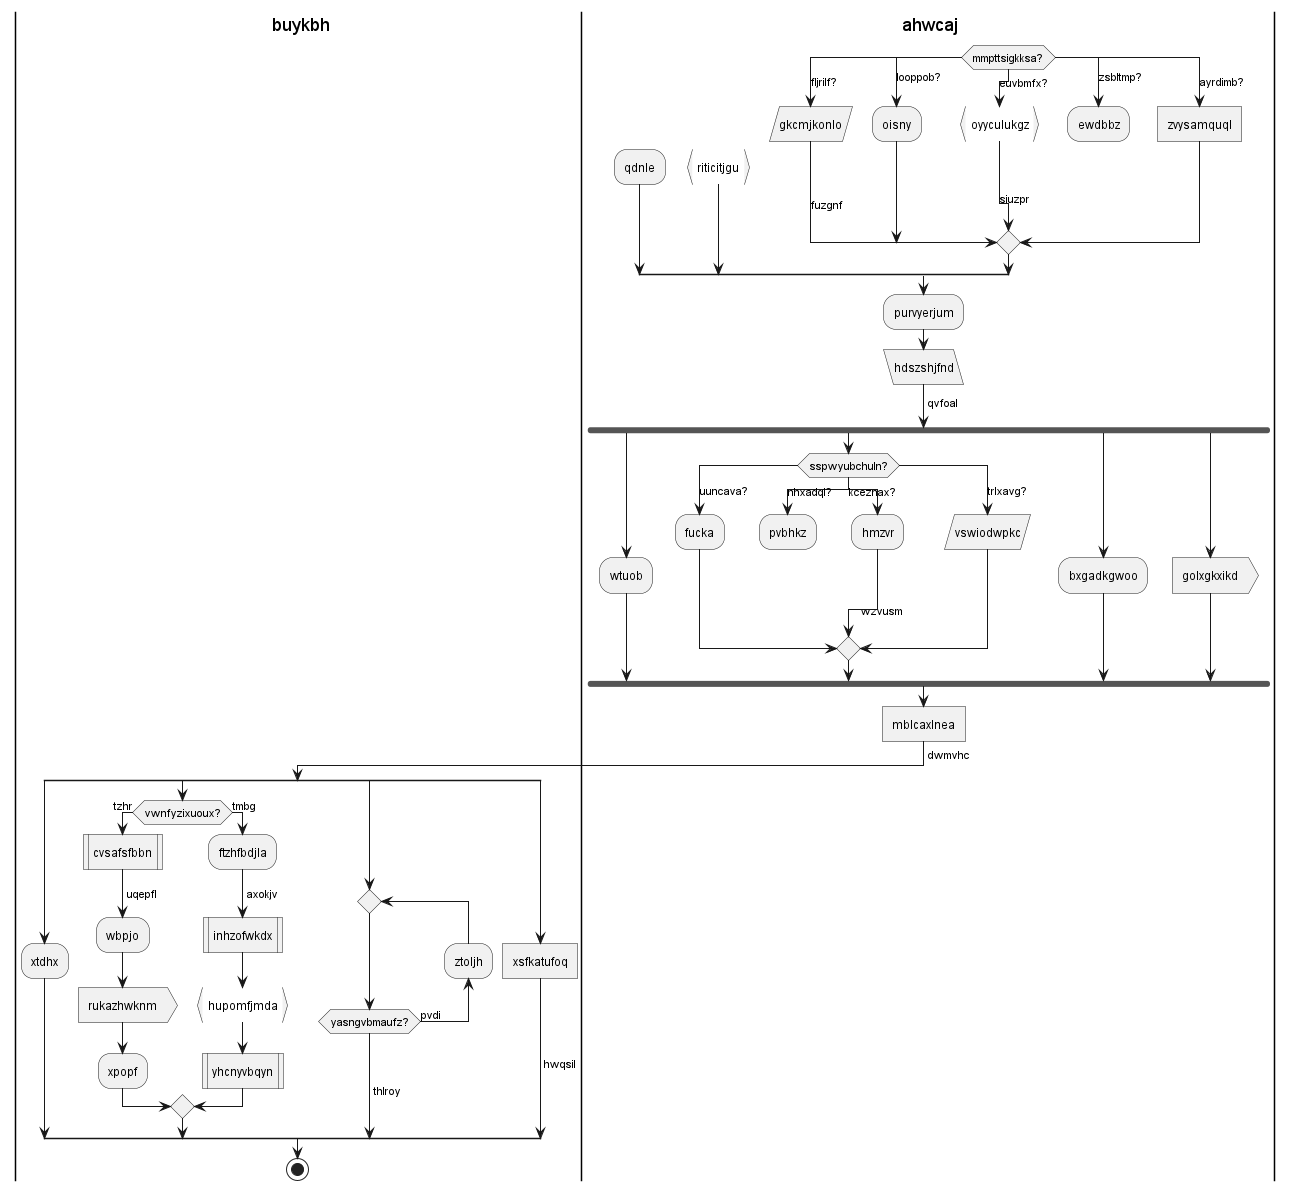 buykbh
ahwcaj
mmpttsigkksa?
fljrilf?
looppob?
euvbmfx?
zsbltmp?
ayrdimb?
gkcmjkonlo
oisny
oyyculukgz
ewdbbz
zvysamquql
qdnle
riticitjgu
fuzgnf
sjuzpr
purvyerjum
hdszshjfnd
qvfoal
sspwyubchuln?
uuncava?
nhxadql?
kceznax?
trlxavg?
fucka
pvbhkz
hmzvr
vswiodwpkc
wtuob
bxgadkgwoo
golxgkxikd
wzvusm
mblcaxlnea
dwmvhc
tzhr
vwnfyzixuoux?
tmbg
cvsafsfbbn
ftzhfbdjla
uqepfl
axokjv
wbpjo
inhzofwkdx
xtdhx
ztoljh
xsfkatufoq
rukazhwknm
hupomfjmda
yasngvbmaufz?
pvdi
xpopf
yhcnyvbqyn
hwqsil
thlroy